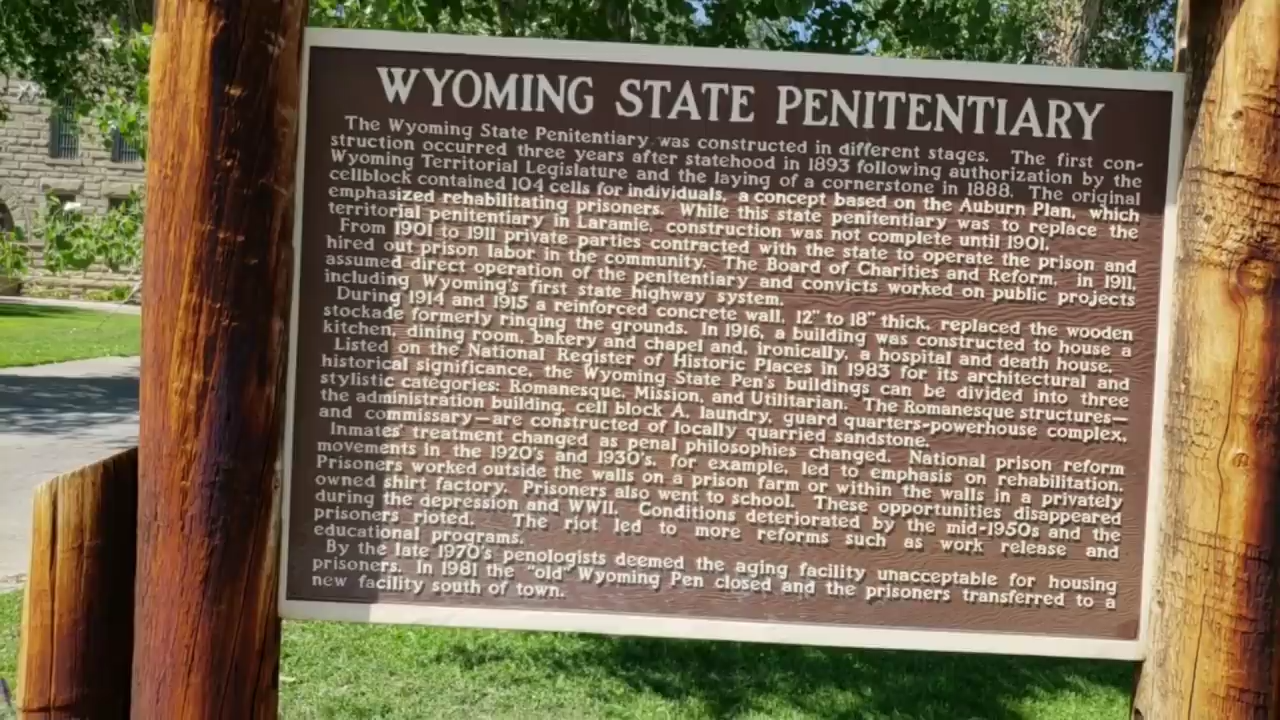 WYOMING STATE PENITENTIARY
The Wyoming State Penitentiary was constructed in different stages. The first con-
struction occurred three years after statehood in 1893 following authorization by the
Wyoming Territorial Legislature and the laying of a cornerstone in 1888. The original
cellblock contained 104 cells for individuals, a concept based on the Auburn Plan, which
emphasized rehabilitating prisoners. While this state penitentiary was to replace the
territorial penitentiary in Laramie, construction was not complete until 1901.
From 1901 to 1911 private parties contracted with the state to operate the prison and
hired out prison labor in the community. The Board of Charities and Reform, in 1911,
assumed direct operation of the penitentiary and convicts worked on public projects
including Wyoming's first state highway system.
During 1914 and 1915 a reinforced concrete wall, 12" to 18" thick, replaced the wooden
stockade formerly ringing the grounds. In 1916, a building was constructed to house a
kitchen, dining room, bakery and chapel and, ironically, a hospital and death house.
Listed on the National Register of Historic Places in 1983 for its architectural and
historical significance, the Wyoming State Pen's buildings can be divided into three
stylistic categories: Romanesque, Mission, and Utilitarian. The Romanesque structures—
the administration building, cell block A, laundry, guard quarters-powerhouse complex,
and commissary—are constructed of locally quarried sandstone.
Inmates' treatment changed as penal philosophies changed. National prison reform
movements in the 1920's and 1930's, for example, led to emphasis on rehabilitation.
Prisoners worked outside the walls on a prison farm or within the walls in a privately
owned shirt factory. Prisoners also went to school. These opportunities disappeared
during the depression and WWII. Conditions deteriorated by the mid-1950s and the
prisoners rioted. The riot led to more reforms such as work release and
educational programs.
By the late 1970's penologists deemed the aging facility unacceptable for housing
prisoners. In 1981 the "old" Wyoming Pen closed and the prisoners transferred to a
new facility south of town.